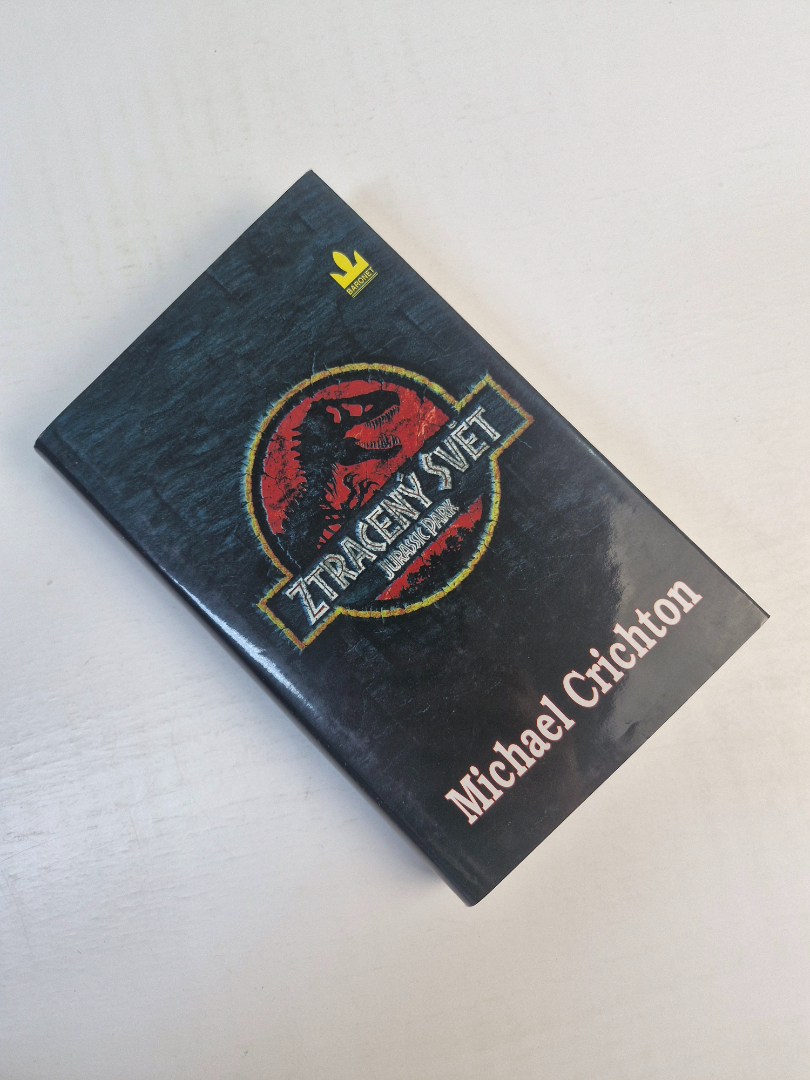 BARONET
ZTRACENÝ SVĚT
JURASSIC PARK
Michael Crichton